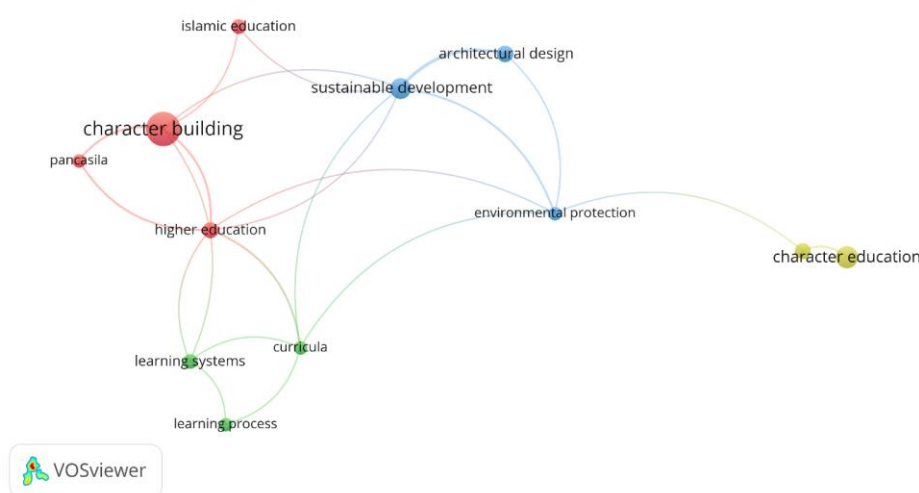 islamic education
architectural design
sustainable development
character building
pancasila
environmental protection
higher education
character education
curricula
learning systems
learning process
VOSviewer